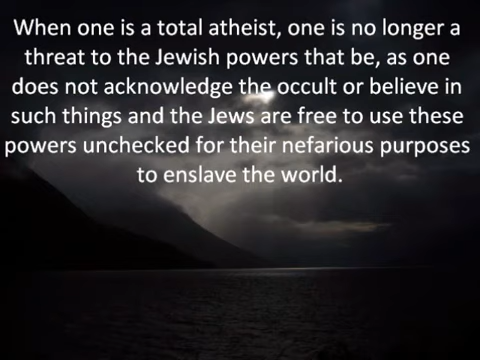 When one is a total atheist, one is no longer a
threat to the Jewish powers that be, as one
does not acknowledge the occult or believe in
such things and the Jews are free to use these
powers unchecked for their nefarious purposes
to enslave the world.